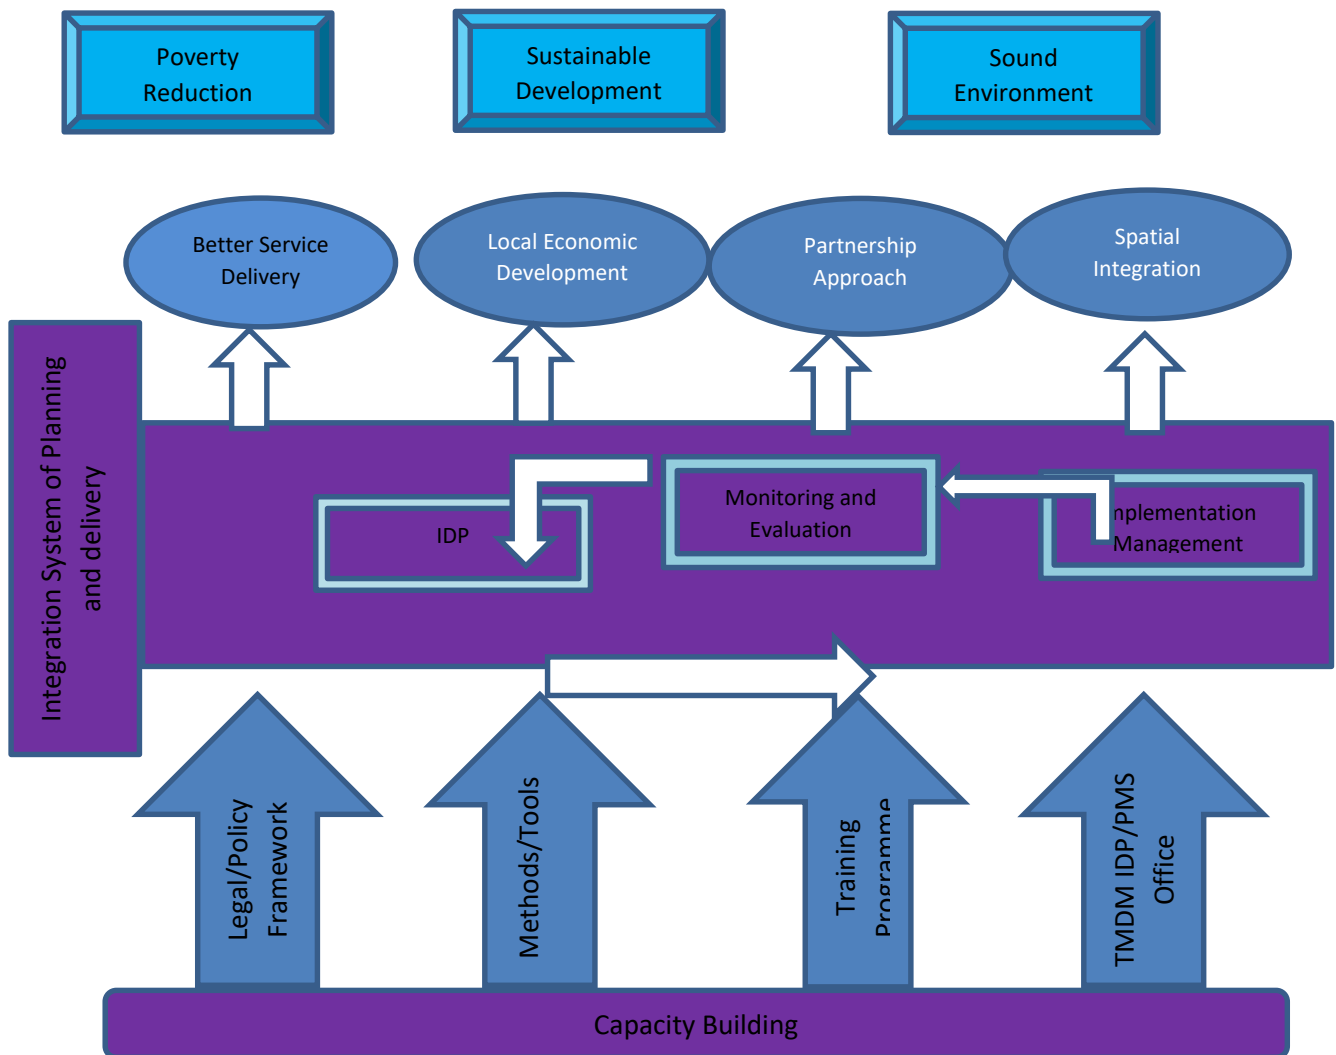 Poverty
Reduction
Sustainable
Development
Sound
Environment
Better Service
Delivery
Local Economic
Development
Partnership
Approach
Spatial
Integration
Integration System of Planning
and delivery
IDP
Monitoring and
Evaluation
mplementation
Management
Legal/Policy
Framework
Methods/Tools
Training
Programme
TMDM IDP/PMS
Office
Capacity Building